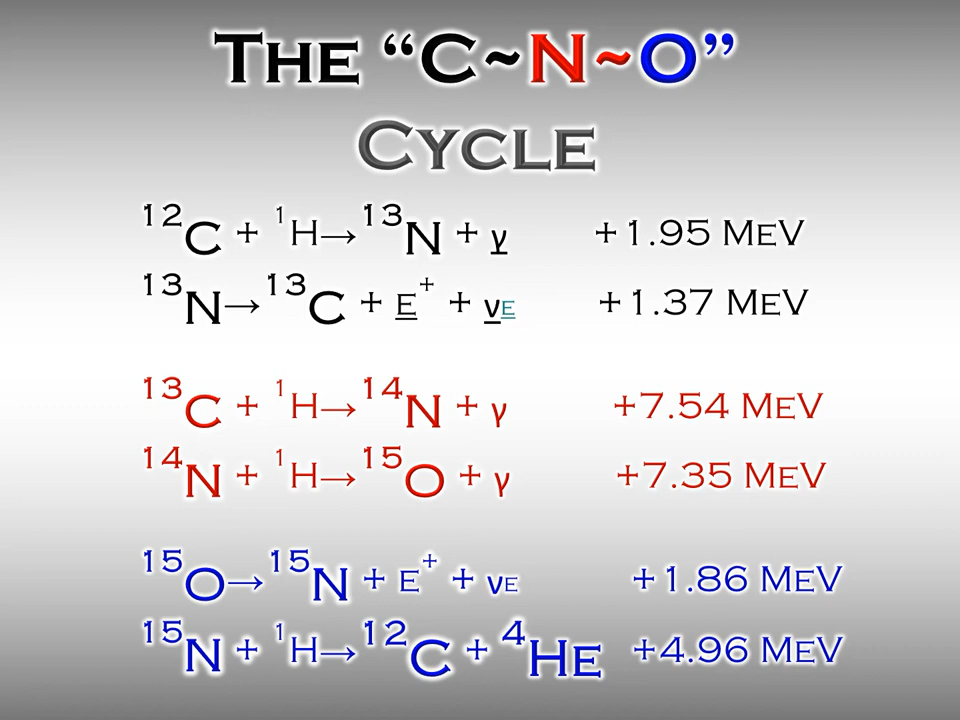 The “C~N~O”
Cycle
¹²C + ¹H→¹³N + γ +1.95 MeV
¹³N→¹³C + e⁺ + νe +1.37 MeV
¹³C + ¹H→¹⁴N + γ +7.54 MeV
¹⁴N + ¹H→¹⁵O + γ +7.35 MeV
¹⁵O→¹⁵N + e⁺ + νe +1.86 MeV
¹⁵N + ¹H→¹²C + ⁴He +4.96 MeV